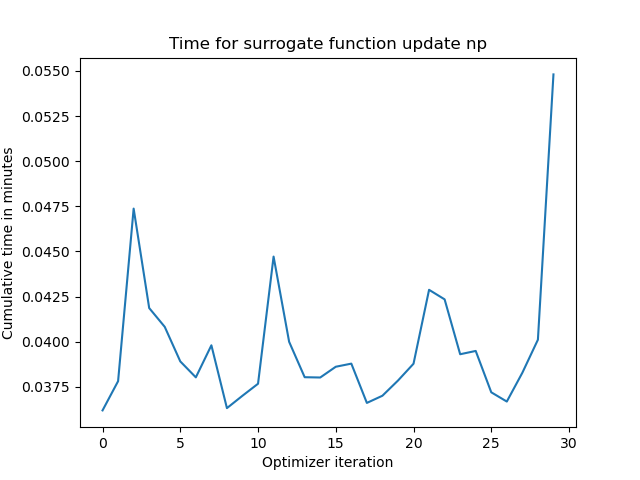 Time for surrogate function update np
Cumulative time in minutes
0.0550
0.0525
0.0500
0.0475
0.0450
0.0425
0.0400
0.0375
0 5 10 15 20 25 30
Optimizer iteration